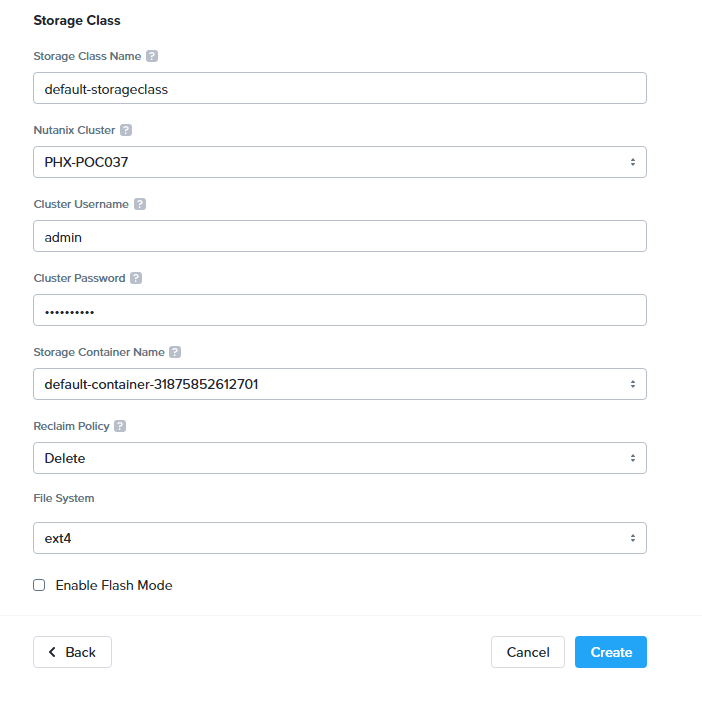 Storage Class
Storage Class Name ?
default-storageclass
Nutanix Cluster ?
PHX-POC037
Cluster Username ?
admin
Cluster Password ?
••••••••••
Storage Container Name ?
default-container-31875852612701
Reclaim Policy ?
Delete
File System
ext4
Enable Flash Mode
Back
Cancel
Create